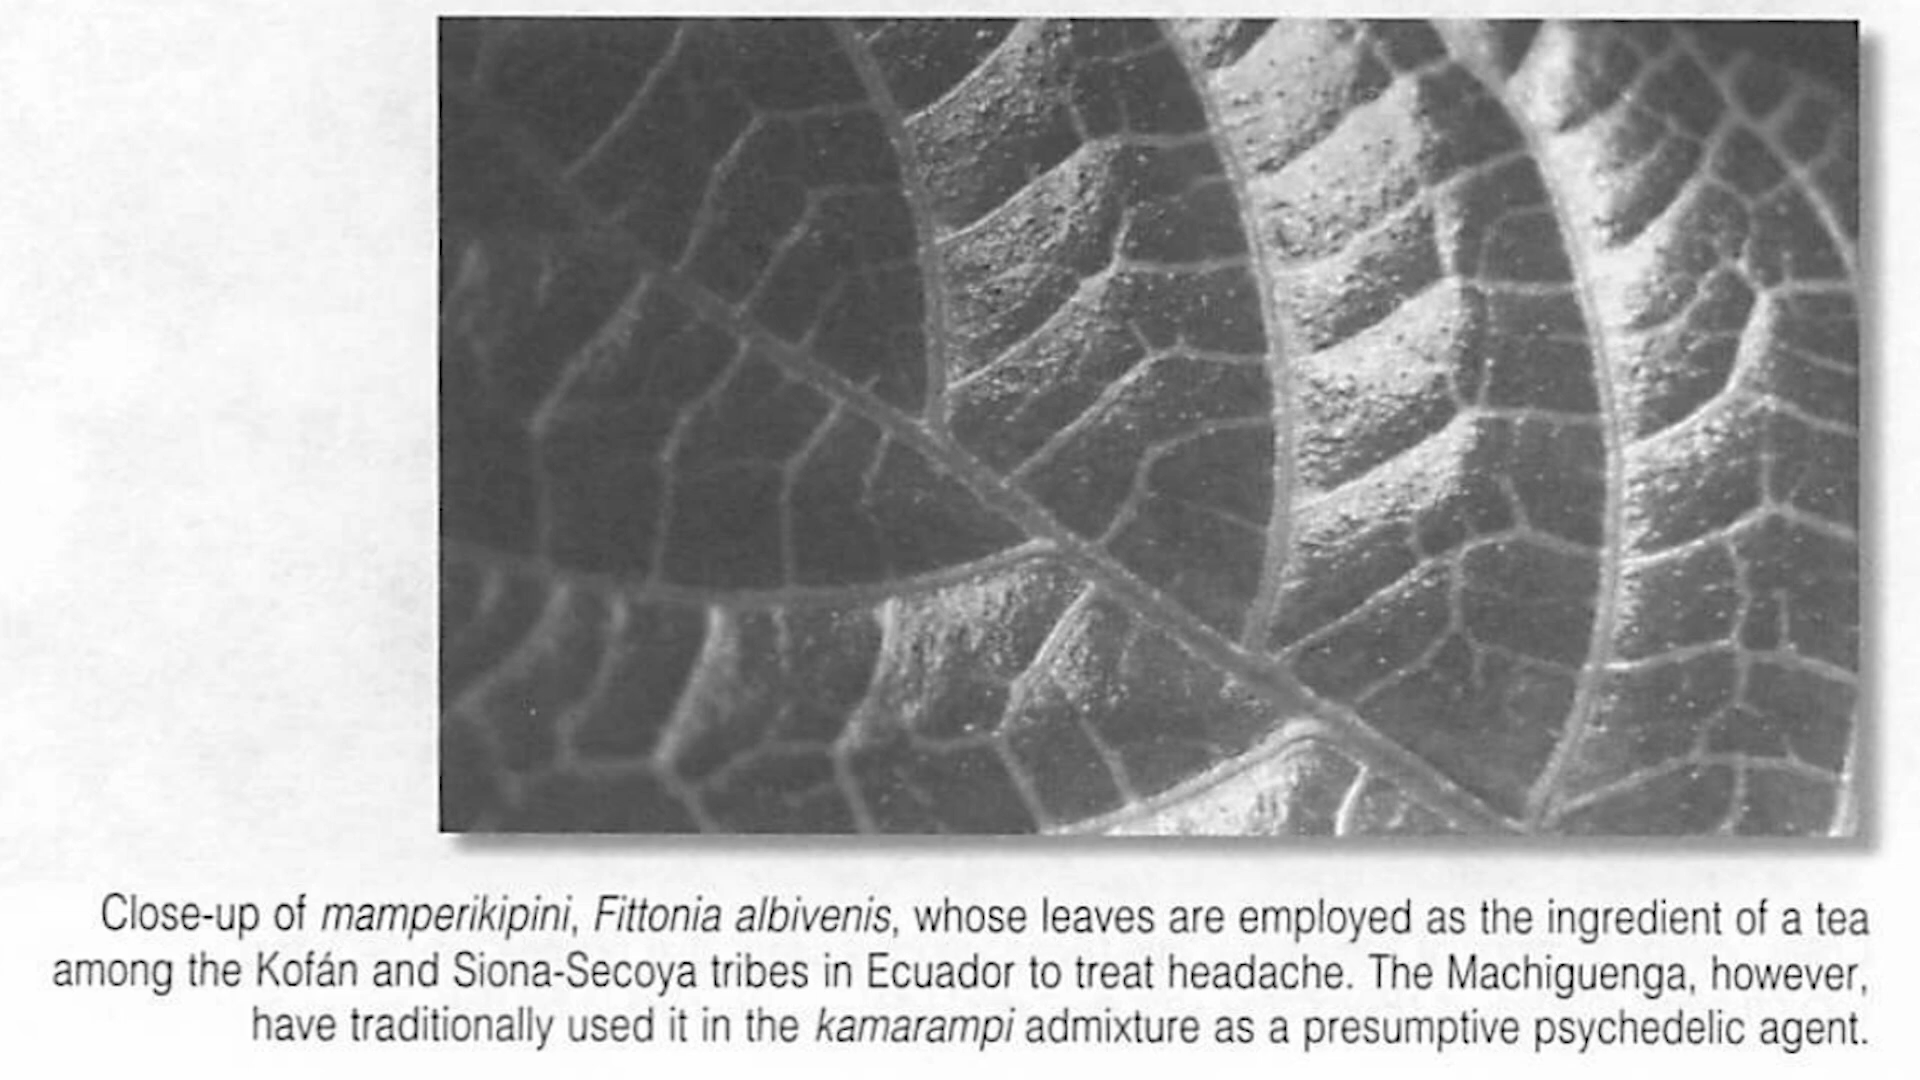 Close-up of mamperikipini, Fittonia albivenis, whose leaves are employed as the ingredient of a tea
among the Kofán and Siona-Secoya tribes in Ecuador to treat headache. The Machiguenga, however,
have traditionally used it in the kamarampi admixture as a presumptive psychedelic agent.